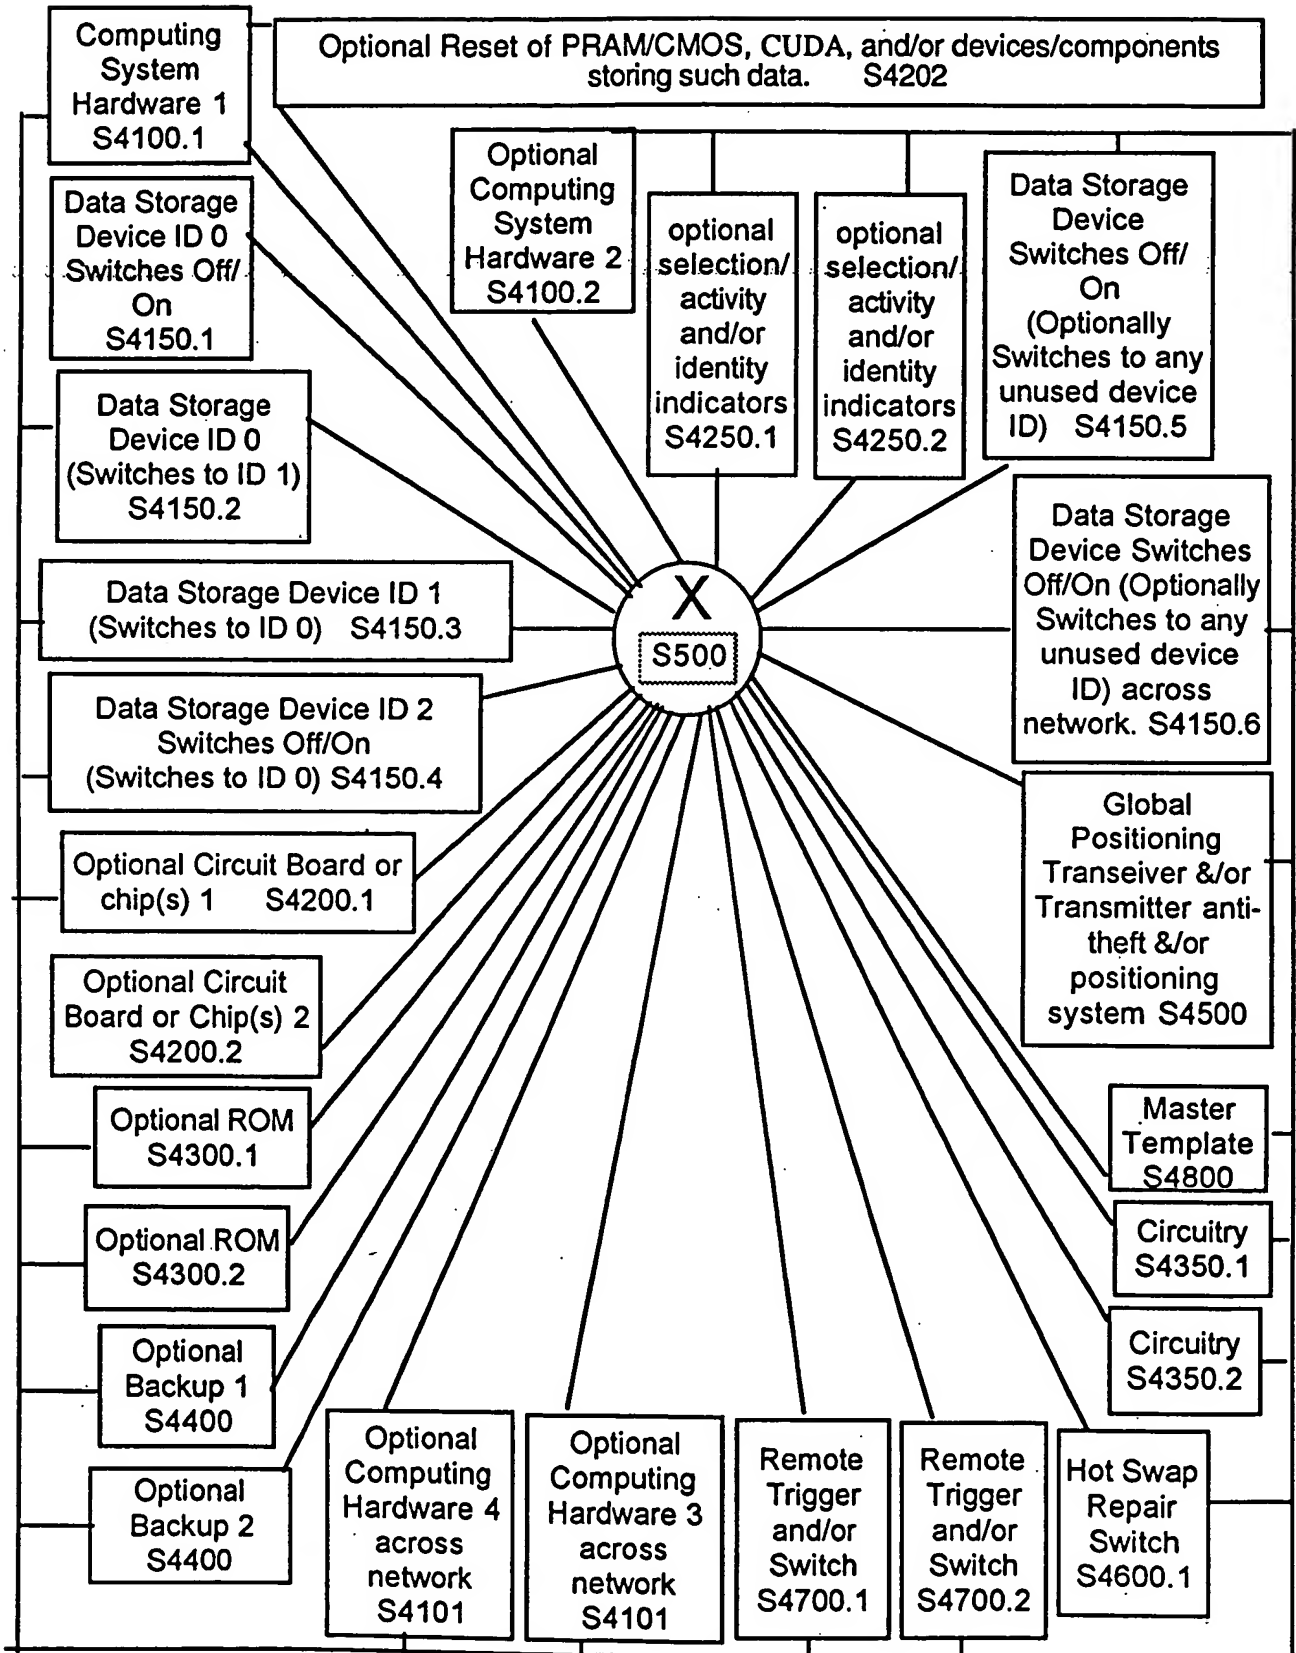 Computing
System
Hardware 1
S4100.1
Optional Reset of PRAM/CMOS, CUDA, and/or devices/components
storing such data. S4202
Data Storage
Device ID 0
Switches Off/
On
S4150.1
Optional
Computing
System
Hardware 2
S4100.2
optional
selection/
activity
and/or
identity
indicators
S4250.1
optional
selection/
activity
and/or
identity
indicators
S4250.2
Data Storage
Device
Switches Off/
On
(Optionally
Switches to any
unused device
ID) S4150.5
Data Storage
Device ID 0
(Switches to ID 1)
S4150.2
Data Storage Device ID 1
(Switches to ID 0) S4150.3
X
S500
Data Storage
Device Switches
Off/On (Optionally
Switches to any
unused device
ID) across
network. S4150.6
Data Storage Device ID 2
Switches Off/On
(Switches to ID 0) S4150.4
Optional Circuit Board or
chip(s) 1 S4200.1
Global
Positioning
Transeiver &/or
Transmitter anti-
theft &/or
positioning
system S4500
Optional Circuit
Board or Chip(s) 2
S4200.2
Optional ROM
S4300.1
Master
Template
S4800
Optional ROM
S4300.2
Circuitry
S4350.1
Optional
Backup 1
S4400
Circuitry
S4350.2
Optional
Backup 2
S4400
Optional
Computing
Hardware 4
across
network
S4101
Optional
Computing
Hardware 3
across
network
S4101
Remote
Trigger
and/or
Switch
S4700.1
Remote
Trigger
and/or
Switch
S4700.2
Hot Swap
Repair
Switch
S4600.1